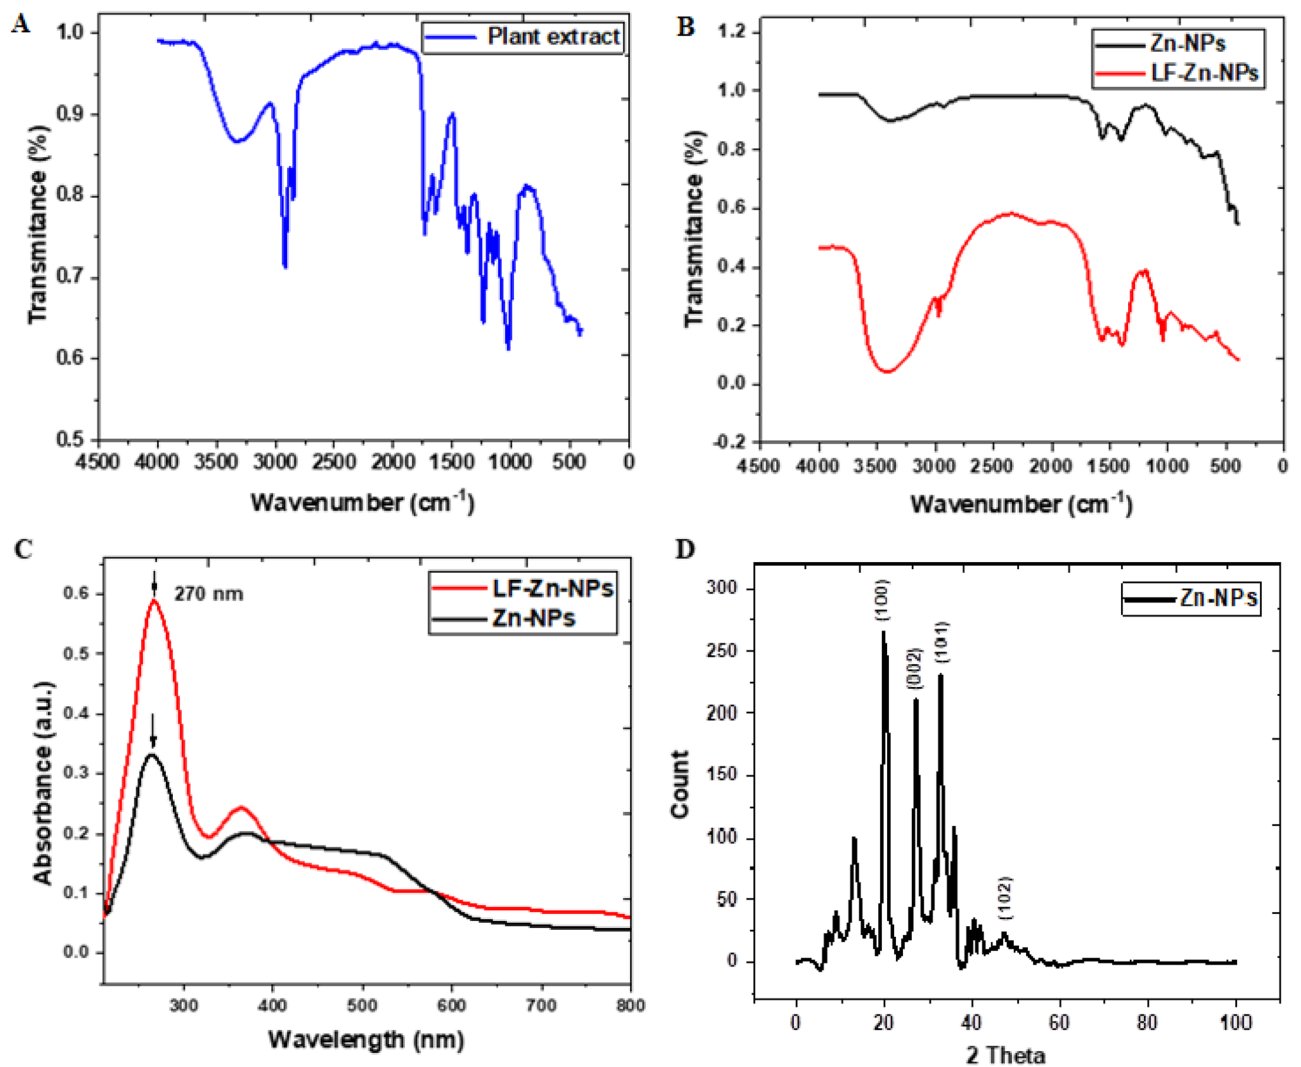 A
Plant extract
1.0
0.9
0.8
0.7
0.6
0.5
Transmitance (%)
4500 4000 3500 3000 2500 2000 1500 1000 500 0
Wavenumber (cm-1)
B
Zn-NPs
LF-Zn-NPs
1.2
1.0
0.8
0.6
0.4
0.2
0.0
-0.2
Transmitance (%)
4500 4000 3500 3000 2500 2000 1500 1000 500 0
Wavenumber (cm-1)
C
270 nm
LF-Zn-NPs
Zn-NPs
0.6
0.5
0.4
0.3
0.2
0.1
0.0
Absorbance (a.u.)
300 400 500 600 700 800
Wavelength (nm)
D
Zn-NPs
(100)
(002)
(101)
(102)
300
250
200
150
100
50
0
Count
0 20 40 60 80 100
2 Theta